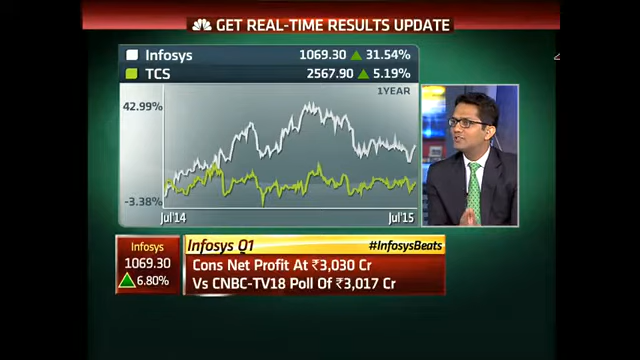 GET REAL-TIME RESULTS UPDATE
Infosys 1069.30 ▲ 31.54%
TCS 2567.90 ▲ 5.19%
1YEAR
42.99%
-3.38%
Jul'14 Jul'15
Infosys
1069.30
▲ 6.80%
Infosys Q1 #InfosysBeats
Cons Net Profit At ₹3,030 Cr
Vs CNBC-TV18 Poll Of ₹3,017 Cr